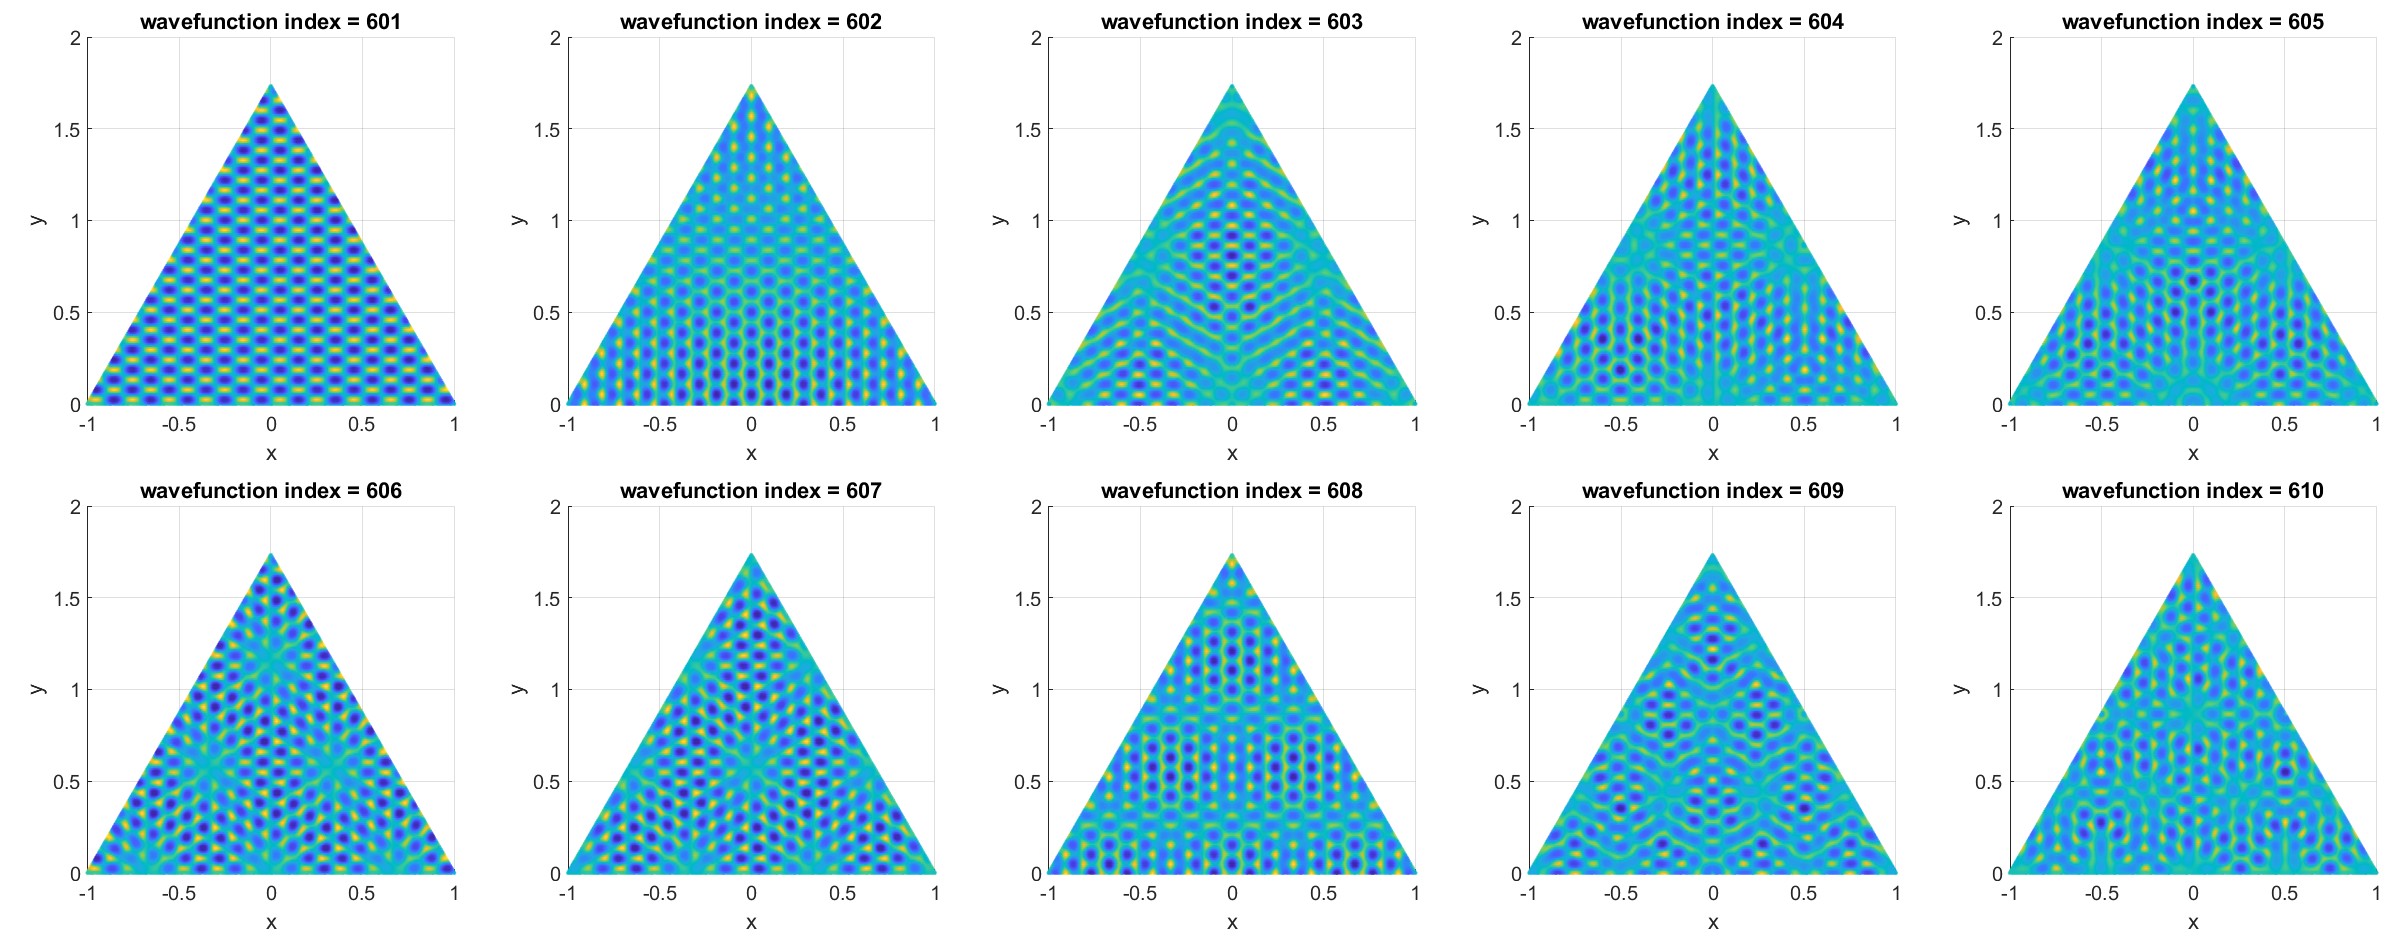 wavefunction index = 601
wavefunction index = 602
wavefunction index = 603
wavefunction index = 604
wavefunction index = 605
2 2 2 2 2
1.5 1.5 1.5 1.5 1.5
y 1 y 1 y 1 y 1 y 1
0.5 0.5 0.5 0.5 0.5
0 0 0 0 0
-1 -0.5 0 0.5 1 -1 -0.5 0 0.5 1 -1 -0.5 0 0.5 1 -1 -0.5 0 0.5 1 -1 -0.5 0 0.5 1
x x x x x
wavefunction index = 606
wavefunction index = 607
wavefunction index = 608
wavefunction index = 609
wavefunction index = 610
2 2 2 2 2
1.5 1.5 1.5 1.5 1.5
y 1 y 1 y 1 y 1 y 1
0.5 0.5 0.5 0.5 0.5
0 0 0 0 0
-1 -0.5 0 0.5 1 -1 -0.5 0 0.5 1 -1 -0.5 0 0.5 1 -1 -0.5 0 0.5 1 -1 -0.5 0 0.5 1
x x x x x